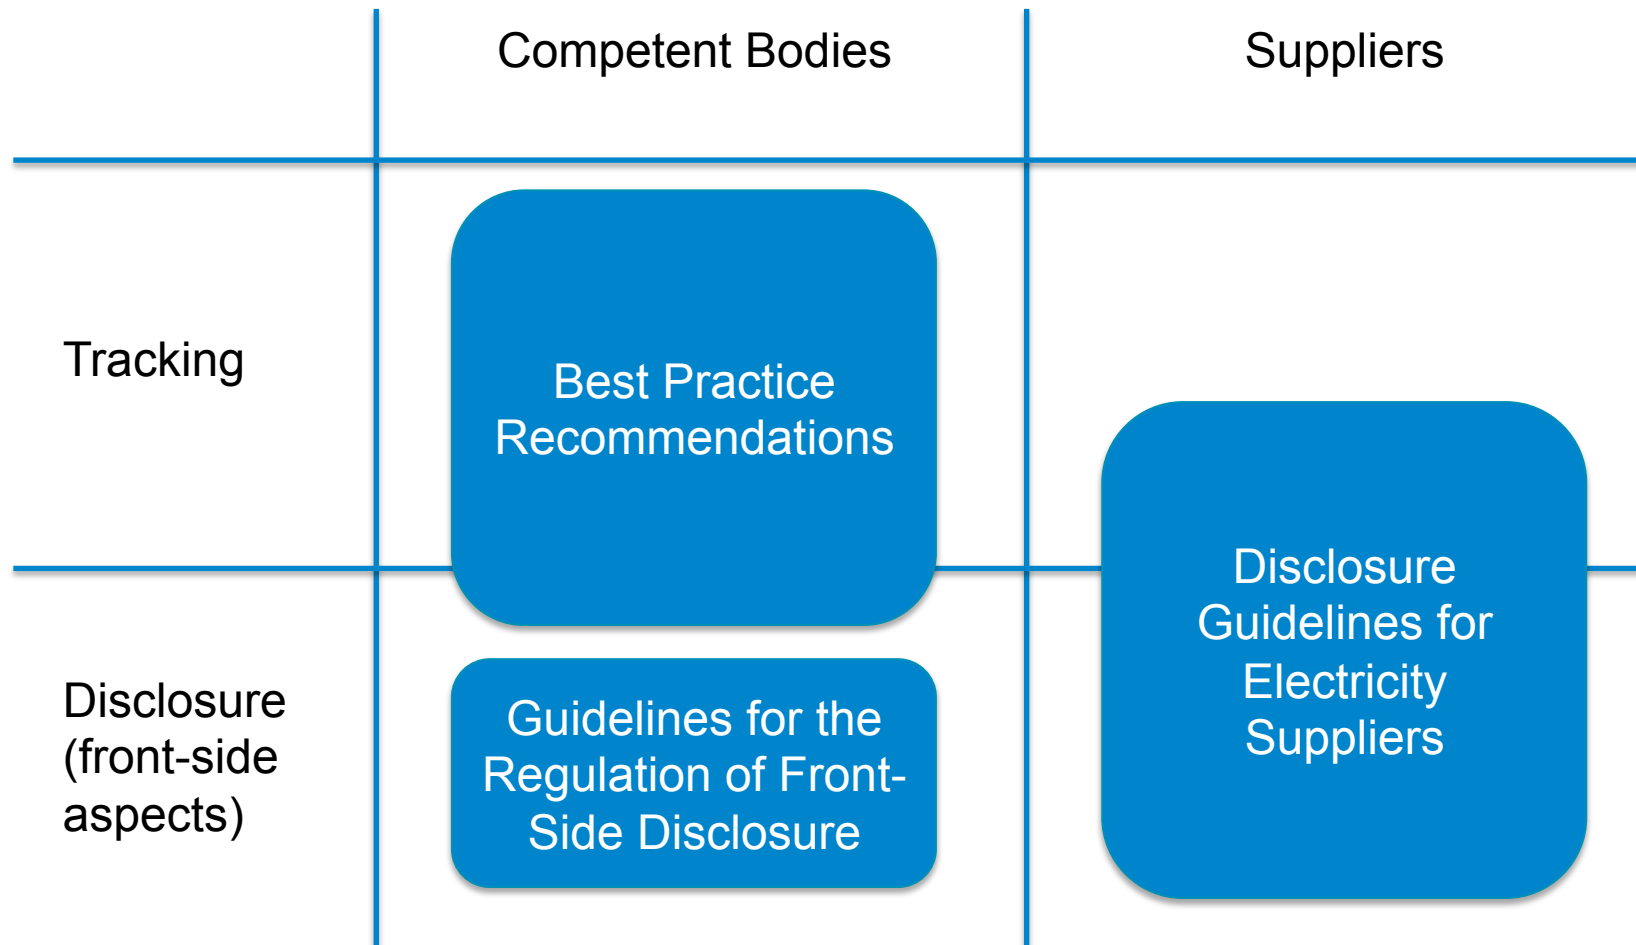 Competent Bodies
Suppliers
Tracking
Best Practice
Recommendations
Disclosure
Guidelines for
Electricity
Suppliers
Disclosure
(front-side
aspects)
Guidelines for the
Regulation of Front-
Side Disclosure